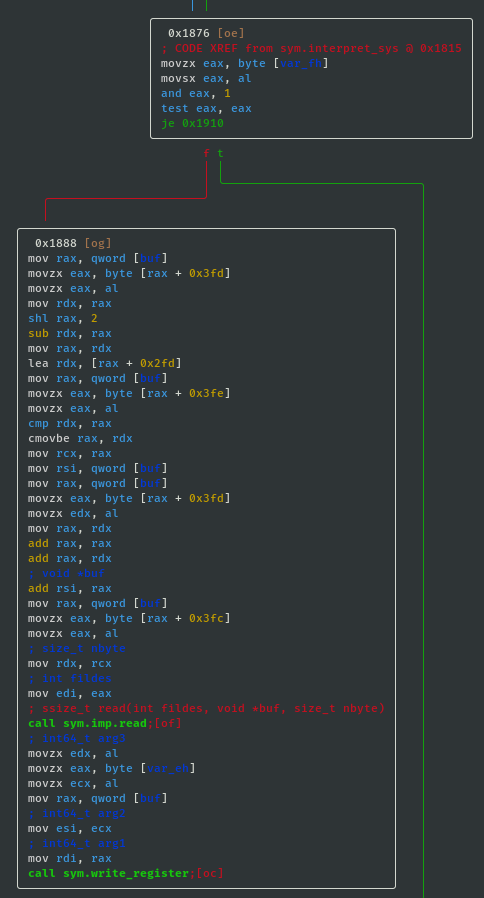 0x1876 [oe]
; CODE XREF from sym.interpret_sys @ 0x1815
movzx eax, byte [var_fh]
movsx eax, al
and eax, 1
test eax, eax
je 0x1910
f t
0x1888 [og]
mov rax, qword [buf]
movzx eax, byte [rax + 0x3fd]
movzx eax, al
mov rdx, rax
shl rax, 2
sub rdx, rax
mov rax, rdx
lea rdx, [rax + 0x2fd]
mov rax, qword [buf]
movzx eax, byte [rax + 0x3fe]
movzx eax, al
cmp rdx, rax
cmovbe rax, rdx
mov rcx, rax
mov rsi, qword [buf]
mov rax, qword [buf]
movzx eax, byte [rax + 0x3fd]
movzx edx, al
mov rax, rdx
add rax, rax
add rax, rdx
; void *buf
add rsi, rax
mov rax, qword [buf]
movzx eax, byte [rax + 0x3fc]
movzx eax, al
; size_t nbyte
mov rdx, rcx
; int fildes
mov edi, eax
; ssize_t read(int fildes, void *buf, size_t nbyte)
call sym.imp.read;[of]
; int64_t arg3
movzx edx, al
movzx eax, byte [var_eh]
movzx ecx, al
mov rax, qword [buf]
; int64_t arg2
mov esi, ecx
; int64_t arg1
mov rdi, rax
call sym.write_register;[oc]